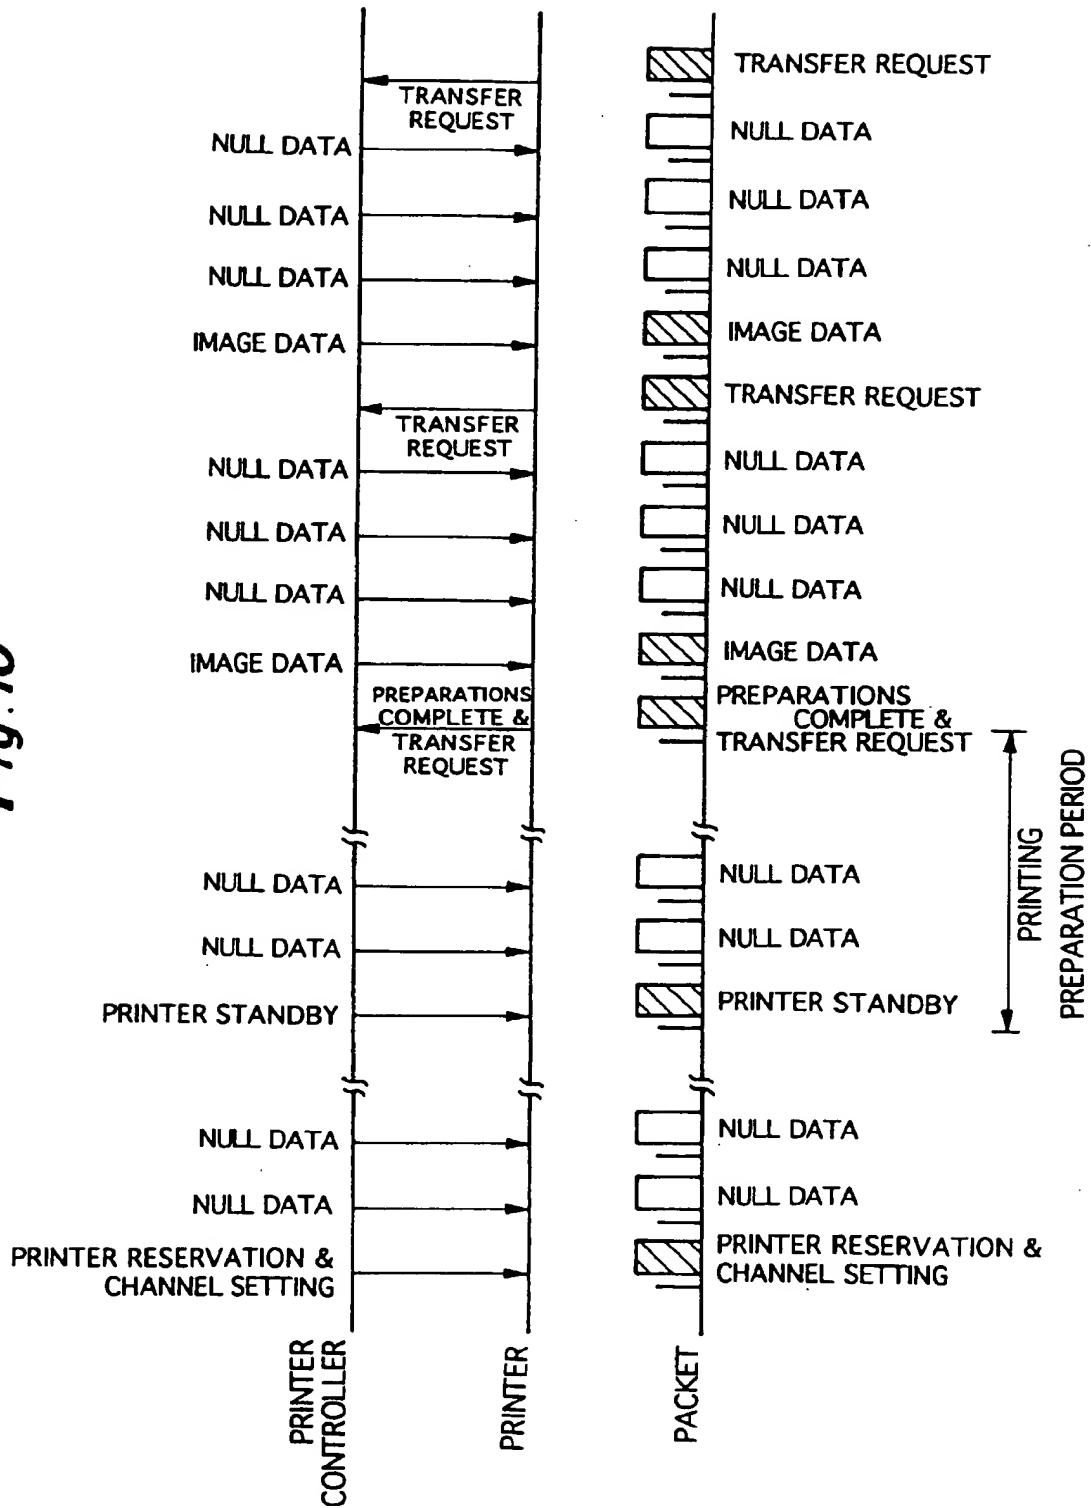 TRANSFER REQUEST
TRANSFER
REQUEST
NULL DATA
NULL DATA
NULL DATA
NULL DATA
NULL DATA
NULL DATA
IMAGE DATA
IMAGE DATA
TRANSFER REQUEST
TRANSFER
REQUEST
NULL DATA
NULL DATA
NULL DATA
NULL DATA
NULL DATA
NULL DATA
IMAGE DATA
IMAGE DATA
PREPARATIONS
COMPLETE &
TRANSFER
REQUEST
PREPARATIONS
COMPLETE &
TRANSFER REQUEST
PRINTING
PREPARATION PERIOD
NULL DATA
NULL DATA
NULL DATA
NULL DATA
PRINTER STANDBY
PRINTER STANDBY
NULL DATA
NULL DATA
NULL DATA
NULL DATA
PRINTER RESERVATION &
CHANNEL SETTING
PRINTER RESERVATION &
CHANNEL SETTING
PRINTER
CONTROLLER
PRINTER
PACKET